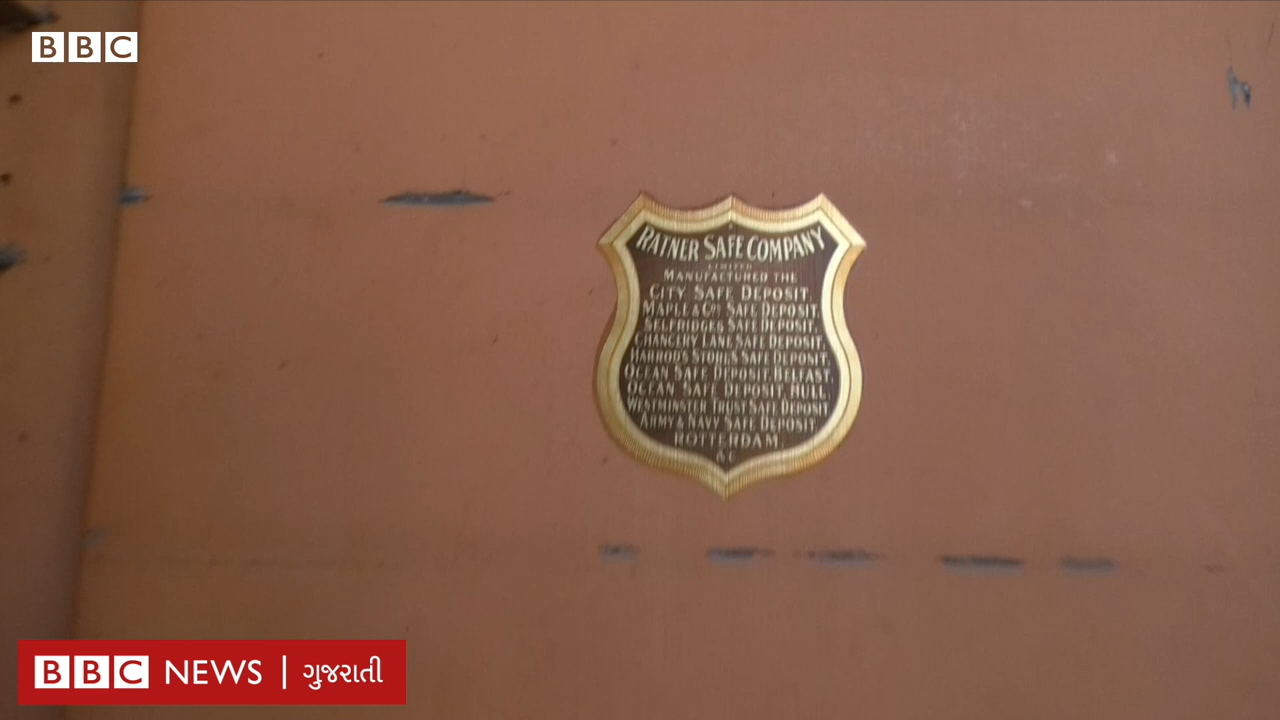 BBC
RATNER SAFE COMPANY
LIMITED
MANUFACTURED THE
CITY SAFE DEPOSIT,
MAPLE & CO'S SAFE DEPOSIT,
SELFRIDGES SAFE DEPOSIT,
CHANCERY LANE SAFE DEPOSIT,
HARROD'S STORES SAFE DEPOSIT,
OCEAN SAFE DEPOSIT, BELFAST,
OCEAN SAFE DEPOSIT, HULL,
WESTMINSTER TRUST SAFE DEPOSIT,
ARMY & NAVY SAFE DEPOSIT,
ROTTERDAM,
&C
BBC NEWS | ગુજરાતી